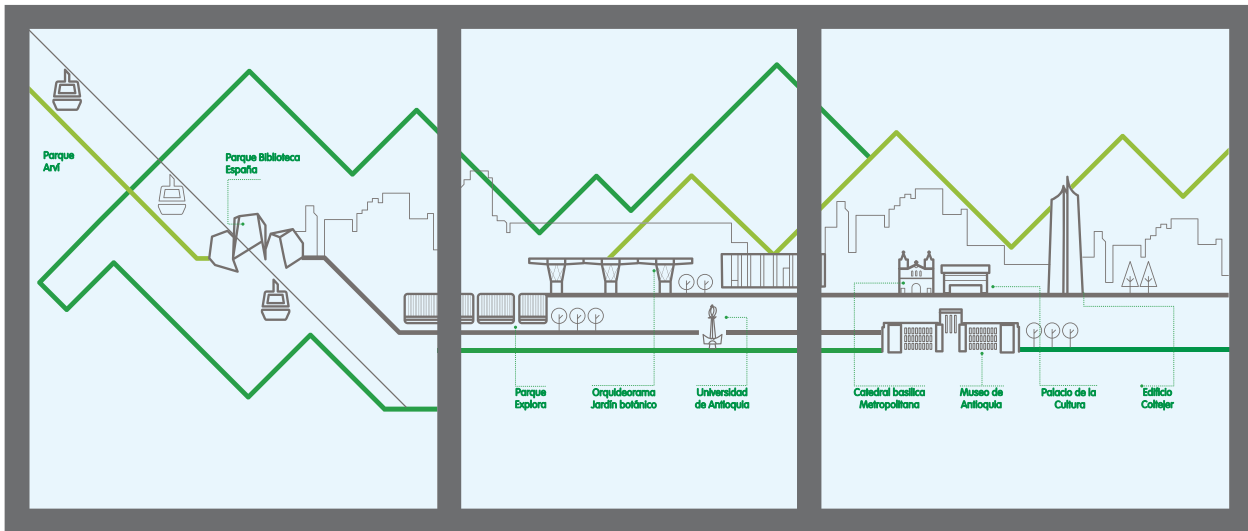 Parque
Arví
Parque Biblioteca
España
Parque
Explora
Orquideorama
Jardín botánico
Universidad
de Antioquia
Catedral basílica
Metropolitana
Museo de
Antioquia
Palacio de la
Cultura
Edificio
Coltejer